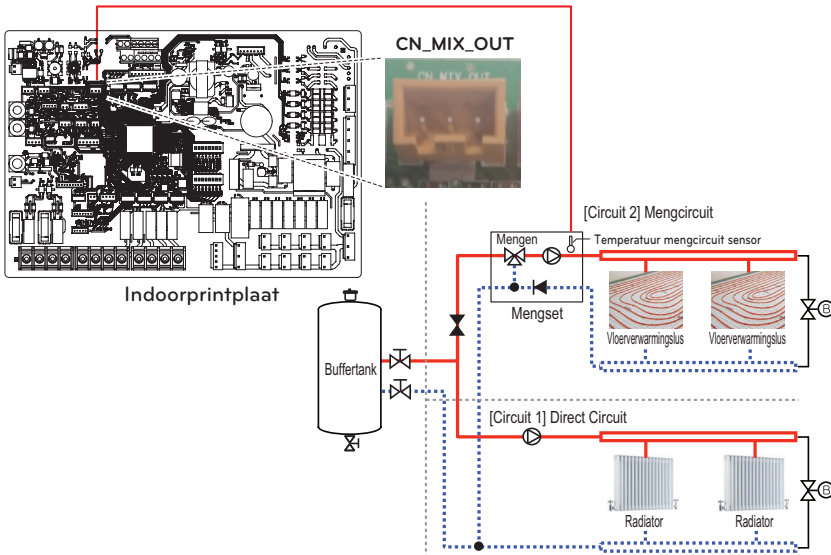 CN_MIX_OUT
CN_MIX_OUT
Indoorprintplaat
[Circuit 2] Mengcircuit
Mengen
Temperatuur mengcircuit sensor
Mengset
Vloerverwarmingslus
Vloerverwarmingslus
B
Buffertank
[Circuit 1] Direct Circuit
Radiator
Radiator
B